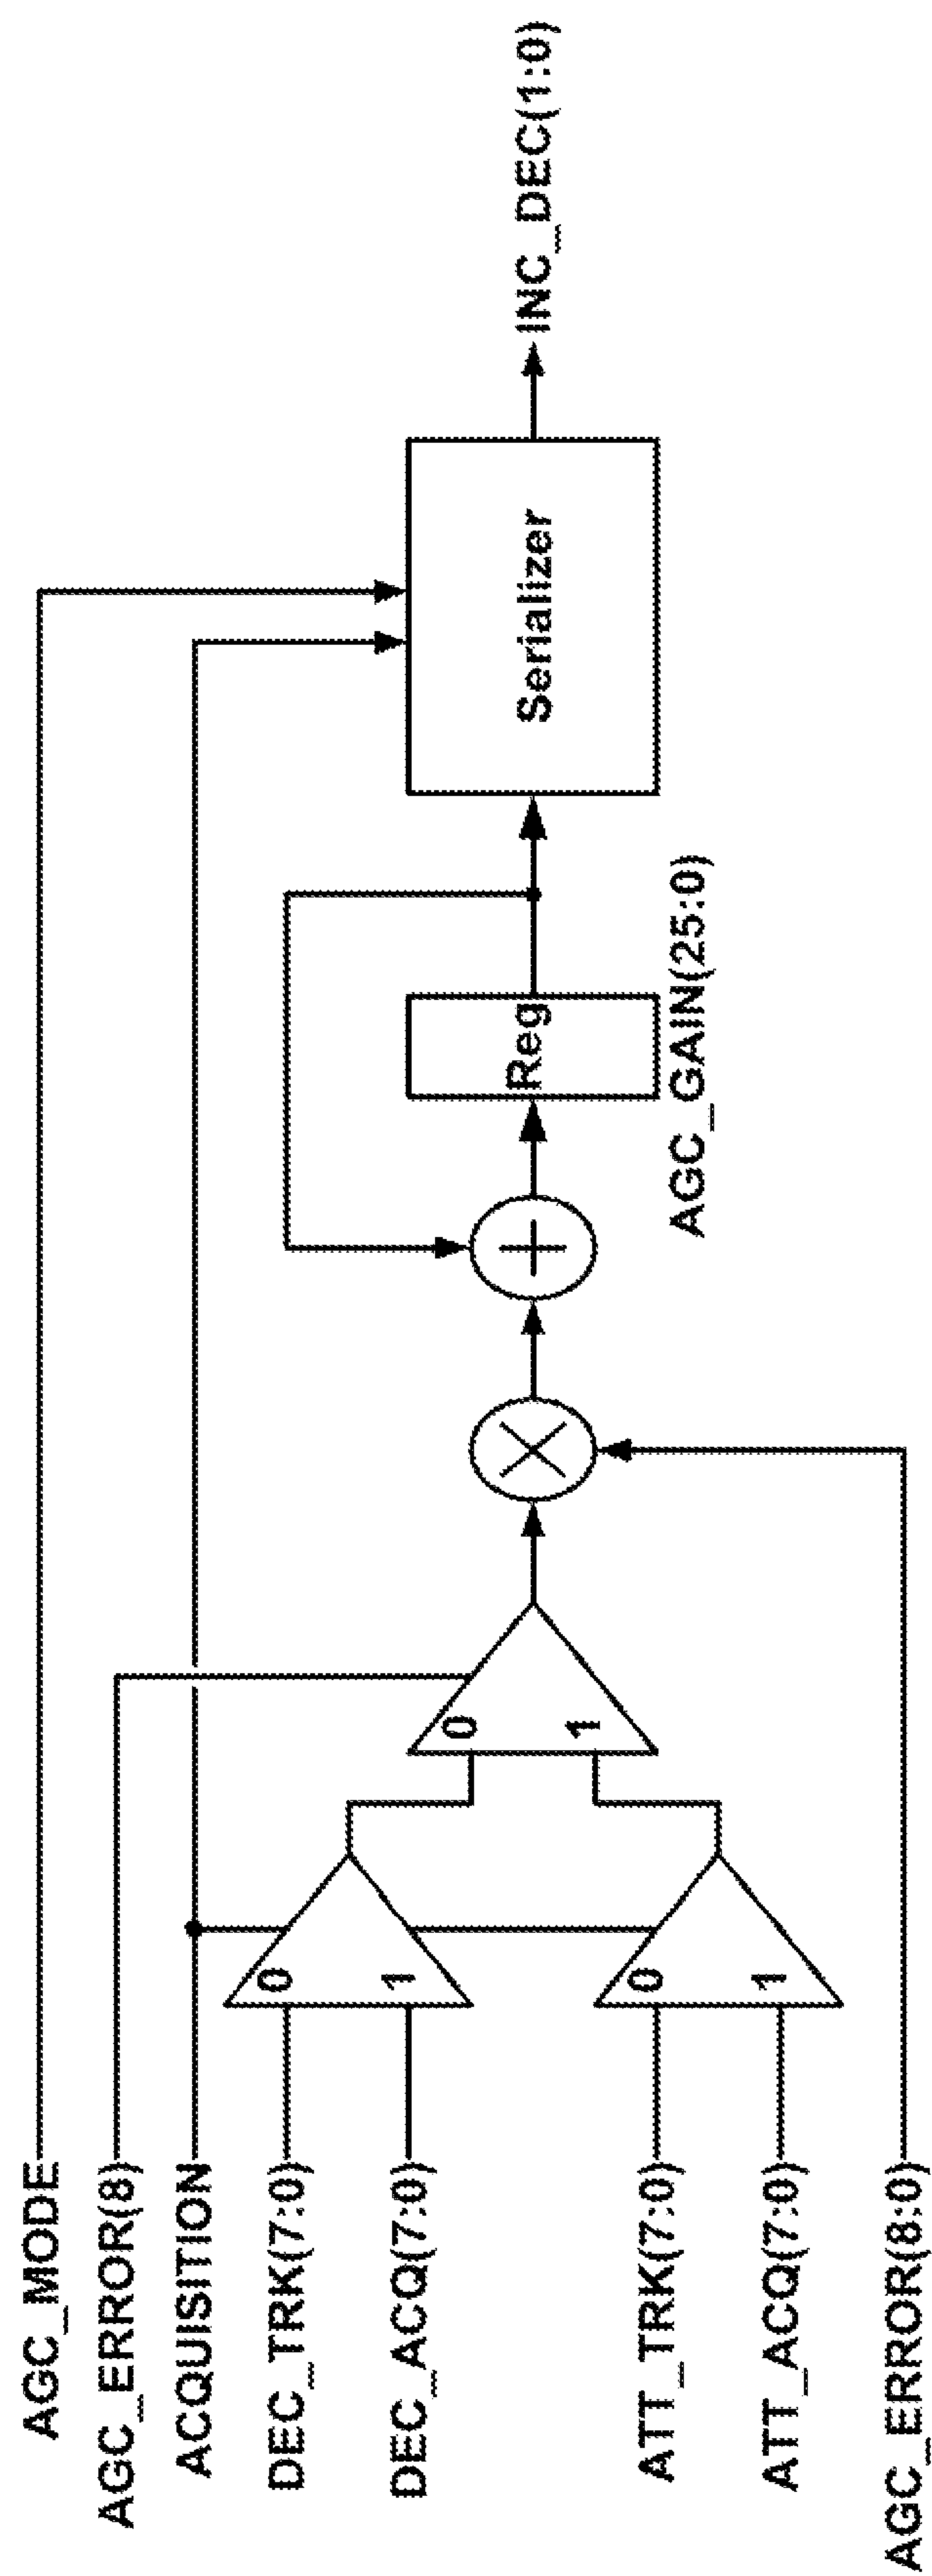 AGC_MODE
AGC_ERROR(8)
ACQUISITION
DEC_TRK(7:0)
DEC_ACQ(7:0)
ATT_TRK(7:0)
ATT_ACQ(7:0)
AGC_ERROR(8:0)
0
1
0
1
0
1
Reg
AGC_GAIN(25:0)
Serializer
INC_DEC(1:0)